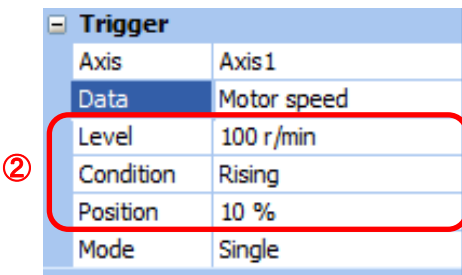 Trigger
Axis Axis1
Data Motor speed
② Level 100 r/min
Condition Rising
Position 10 %
Mode Single